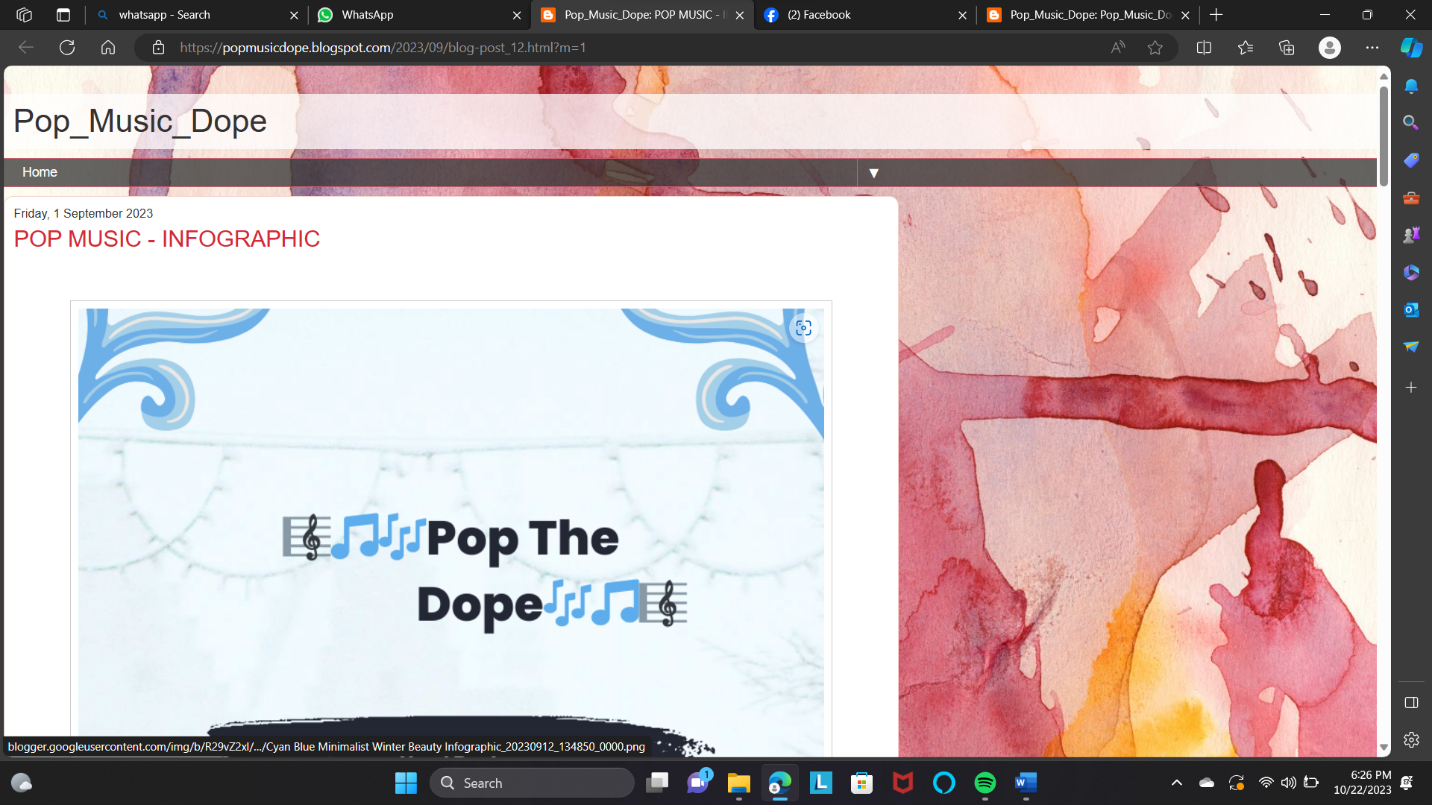 whatsapp - Search
WhatsApp
Pop_Music_Dope: POP MUSIC - I
(2) Facebook
Pop_Music_Dope: Pop_Music_Do
https://popmusicdope.blogspot.com/2023/09/blog-post_12.html?m=1
Pop_Music_Dope
Home
Friday, 1 September 2023
POP MUSIC - INFOGRAPHIC
Pop The
Dope
blogger.googleusercontent.com/img/b/R29vZ2xl/.../Cyan Blue Minimalist Winter Beauty Infographic_20230912_134850_0000.png
Search
1
6:26 PM
10/22/2023